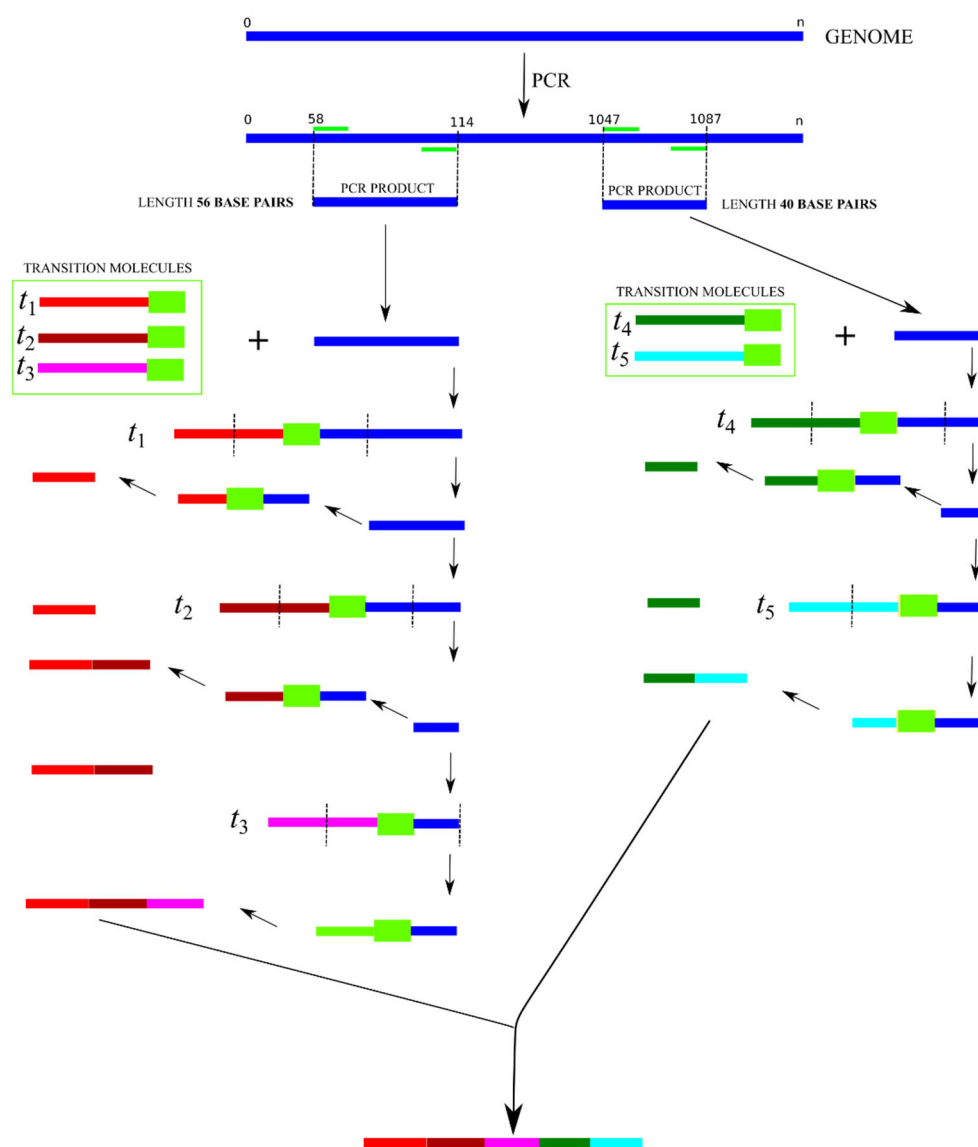 0 n
GENOME
PCR
0 58 114 1047 1087 n
PCR PRODUCT
LENGTH 56 BASE PAIRS
PCR PRODUCT
LENGTH 40 BASE PAIRS
TRANSITION MOLECULES
t1
t2
t3
+
TRANSITION MOLECULES
t4
t5
+
t1
t4
t2
t5
t3